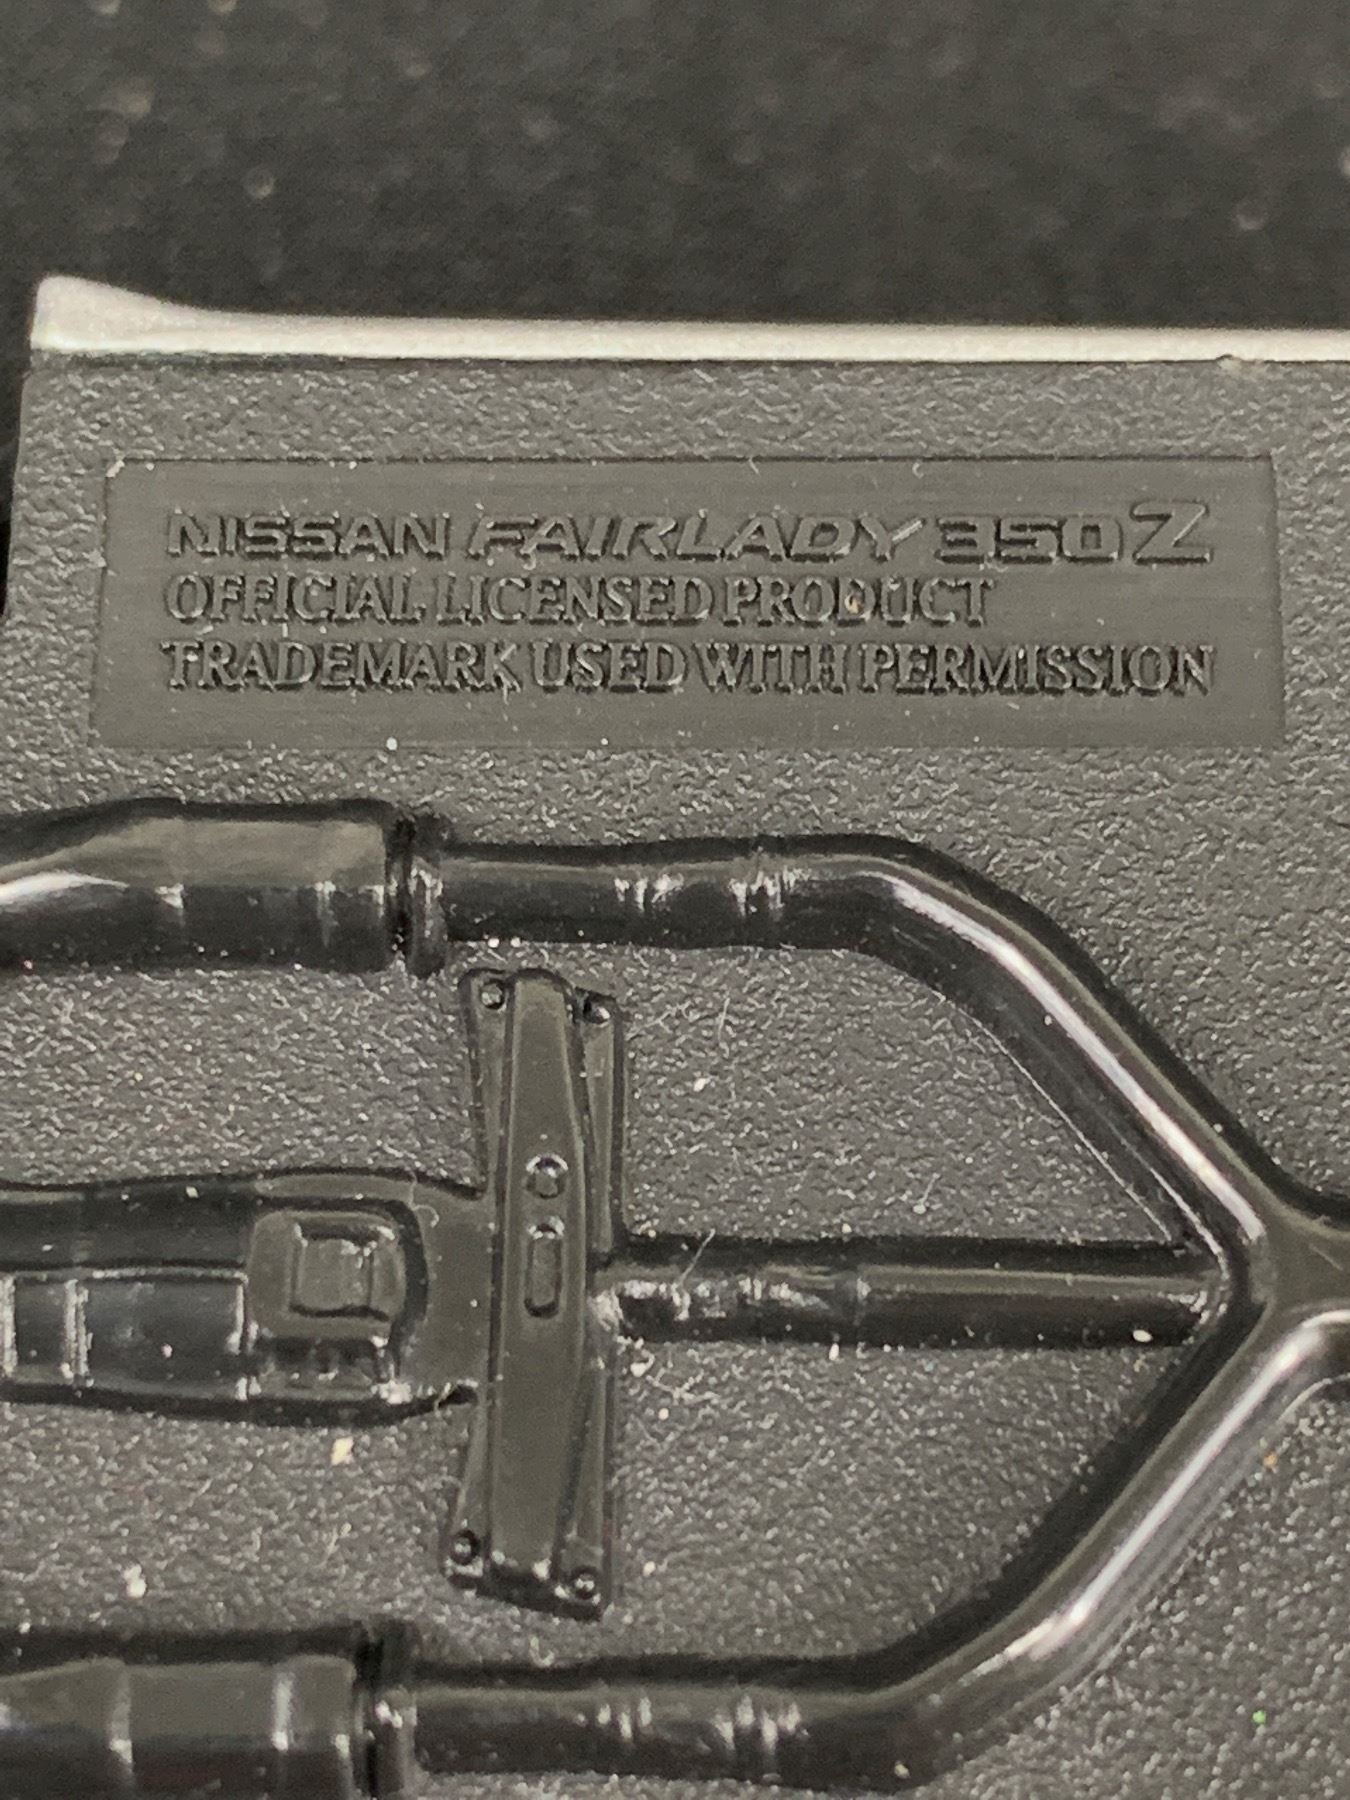 NISSAN FAIRLADY 350Z
OFFICIAL LICENSED PRODUCT
TRADEMARK USED WITH PERMISSION